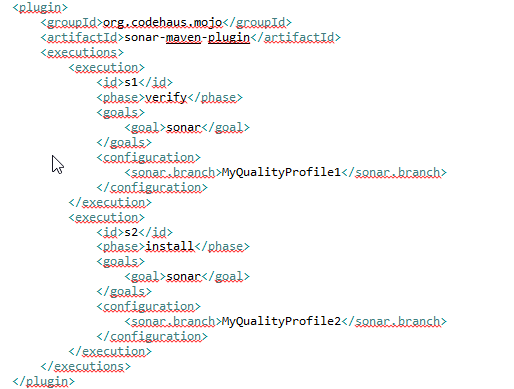 <plugin>
<groupId>org.codehaus.mojo</groupId>
<artifactId>sonar-maven-plugin</artifactId>
<executions>
<execution>
<id>s1</id>
<phase>verify</phase>
<goals>
<goal>sonar</goal>
</goals>
<configuration>
<sonar.branch>MyQualityProfile1</sonar.branch>
</configuration>
</execution>
<execution>
<id>s2</id>
<phase>install</phase>
<goals>
<goal>sonar</goal>
</goals>
<configuration>
<sonar.branch>MyQualityProfile2</sonar.branch>
</configuration>
</execution>
</executions>
</plugin>